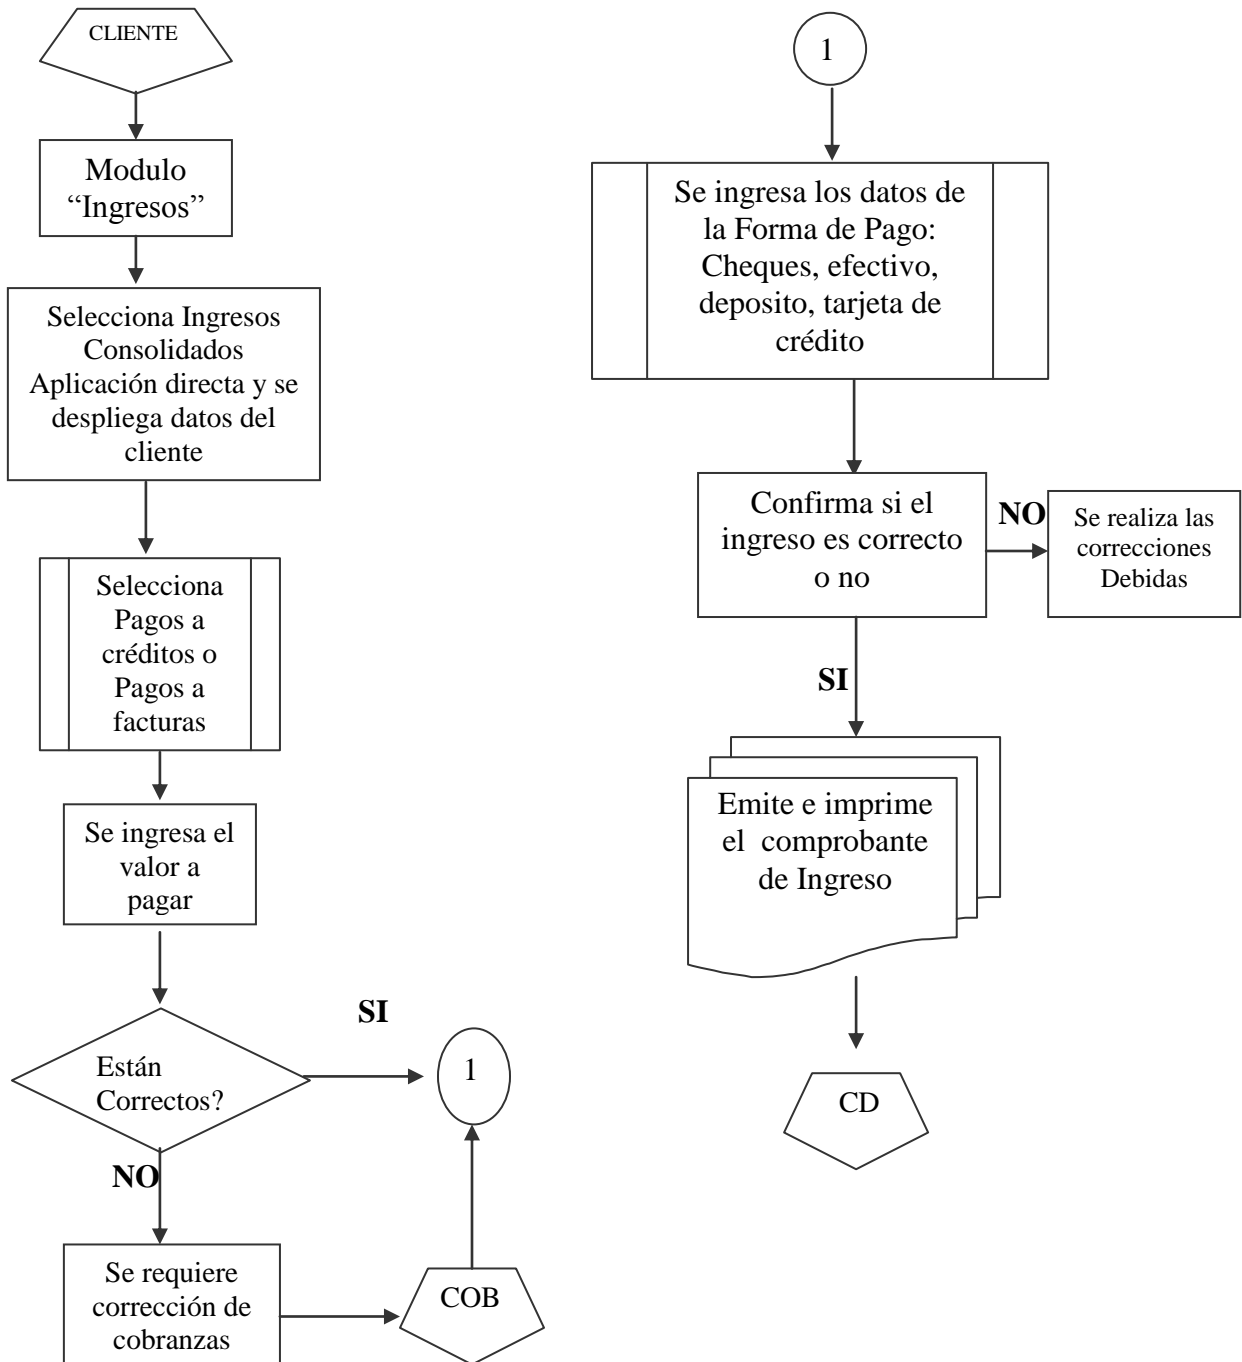 CLIENTE
Modulo
“Ingresos”
Selecciona Ingresos
Consolidados
Aplicación directa y se
despliega datos del
cliente
Selecciona
Pagos a
créditos o
Pagos a
facturas
Se ingresa el
valor a
pagar
Están
Correctos?
SI
1
NO
Se requiere
corrección de
cobranzas
COB
1
Se ingresa los datos de
la Forma de Pago:
Cheques, efectivo,
deposito, tarjeta de
crédito
Confirma si el
ingreso es correcto
o no
NO
Se realiza las
correcciones
Debidas
SI
Emite e imprime
el comprobante
de Ingreso
CD